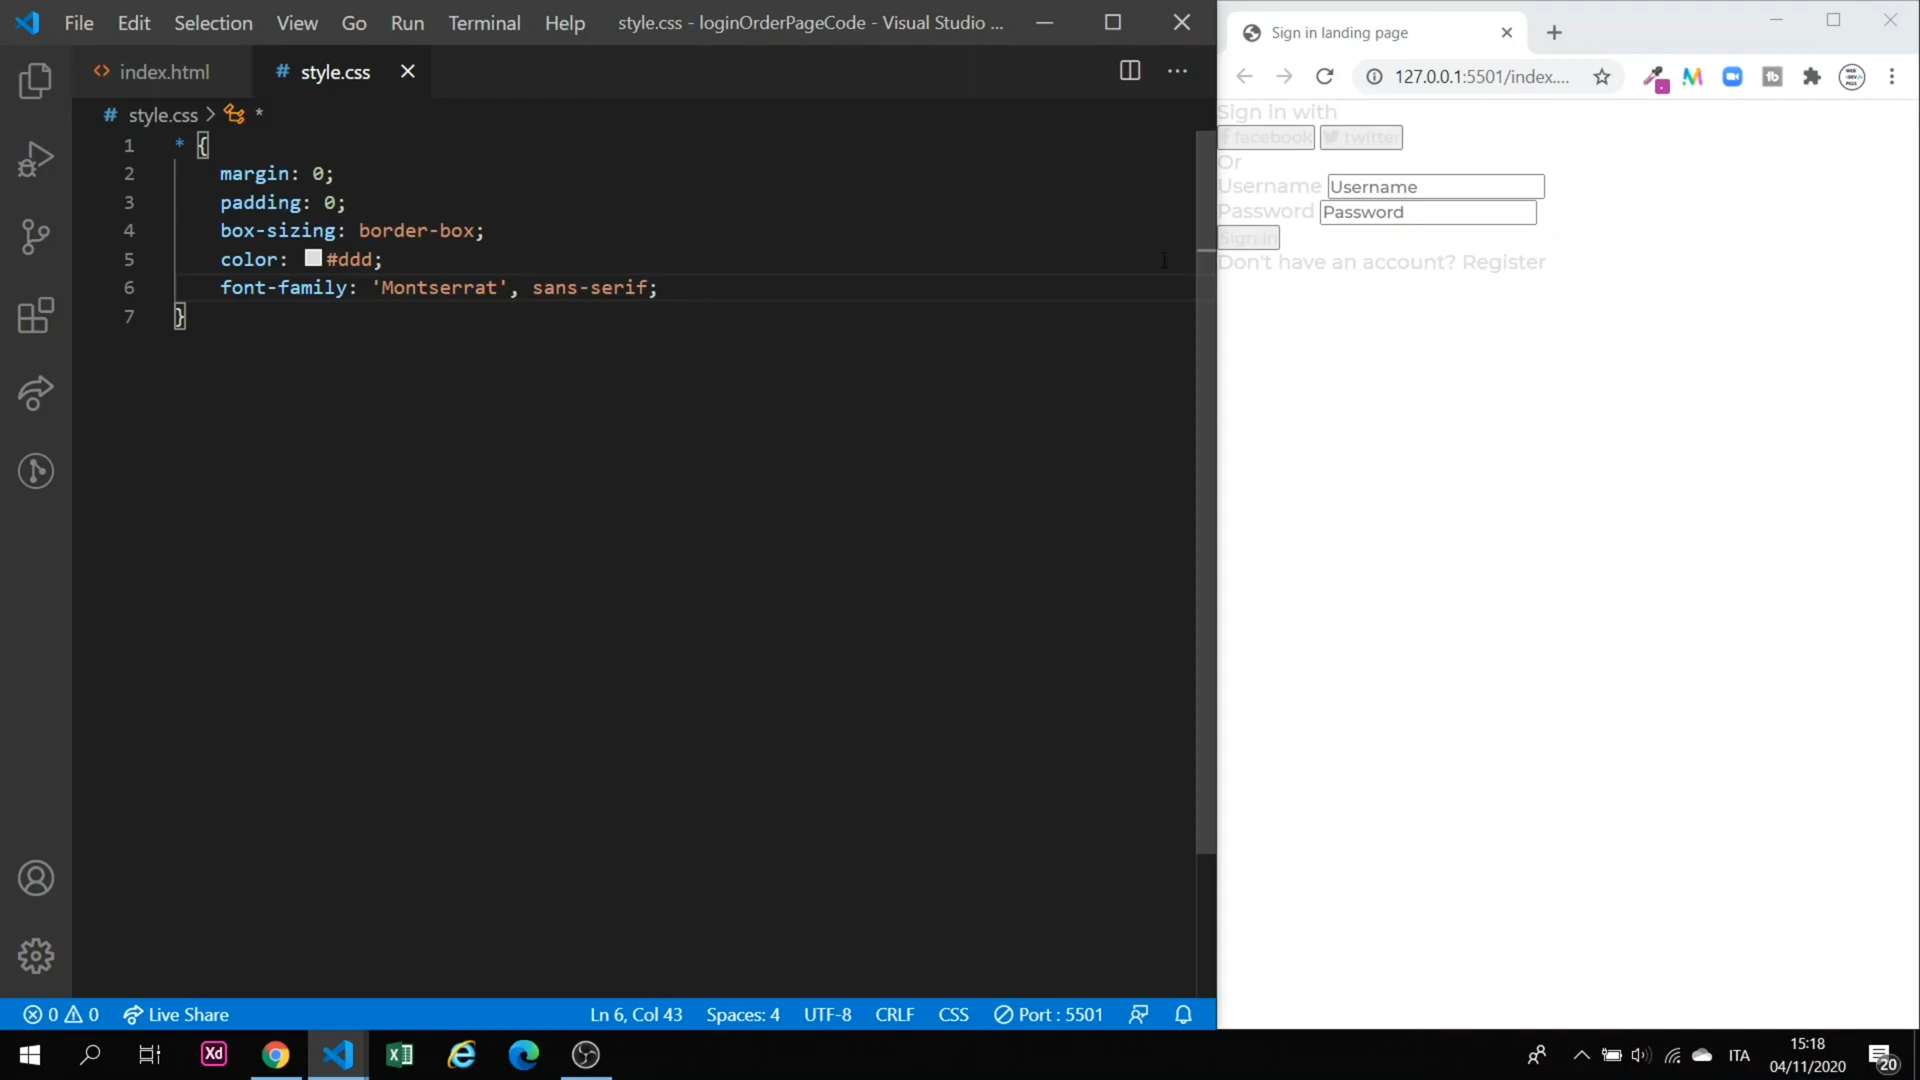 File Edit Selection View Go Run Terminal Help style.css - loginOrderPageCode - Visual Studio ...
index.html style.css
# style.css > *
1 * {
2 margin: 0;
3 padding: 0;
4 box-sizing: border-box;
5 color: #ddd;
6 font-family: 'Montserrat', sans-serif;
7 }
0 0 Live Share Ln 6, Col 43 Spaces: 4 UTF-8 CRLF CSS Port : 5501
Sign in landing page
127.0.0.1:5501/index....
Sign in with
facebook twitter
Or
Username Username
Password Password
Sign In
Don't have an account? Register
Xd
ITA
15:18
04/11/2020
20